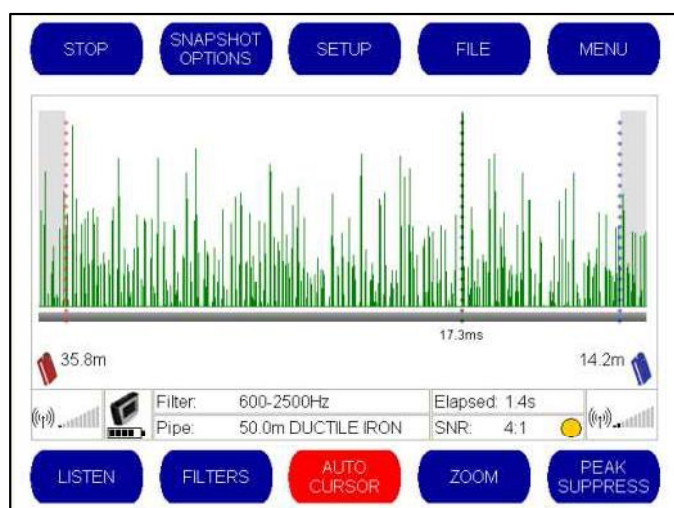 STOP
SNAPSHOT
OPTIONS
SETUP
FILE
MENU
17.3ms
35.8m
14.2m
Filter: 600-2500Hz
Elapsed: 1.4s
Pipe: 50.0m DUCTILE IRON
SNR: 4:1
LISTEN
FILTERS
AUTO
CURSOR
ZOOM
PEAK
SUPPRESS